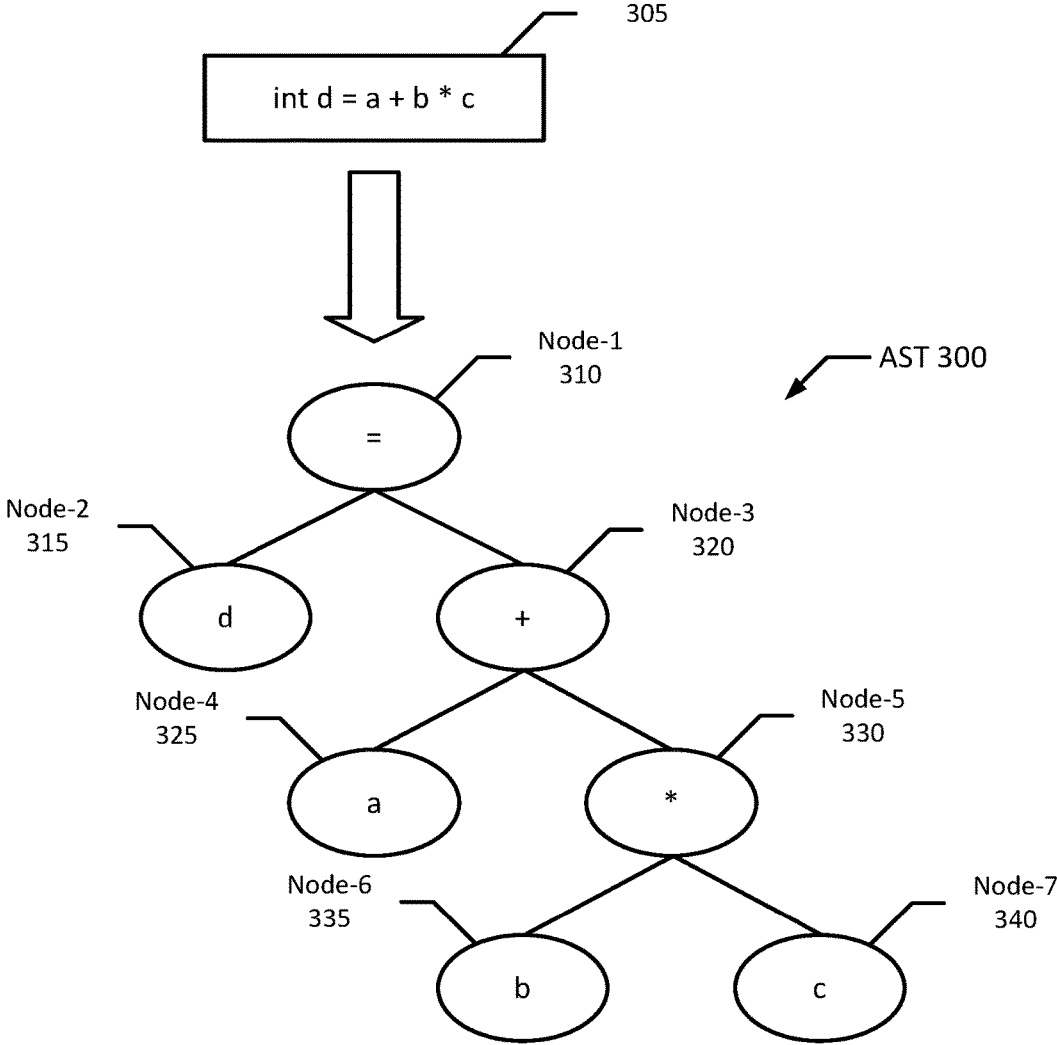 305
int d = a + b * c
Node-1
310
AST 300
=
Node-2
315
Node-3
320
d
+
Node-4
325
Node-5
330
a
*
Node-6
335
Node-7
340
b
c